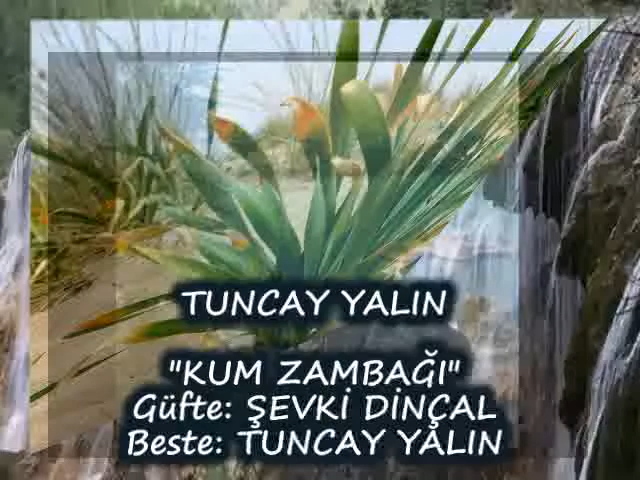 TUNCAY YALIN
"KUM ZAMBAĞI"
Güfte: ŞEVKİ DİNÇAL
Beste: TUNCAY YALIN